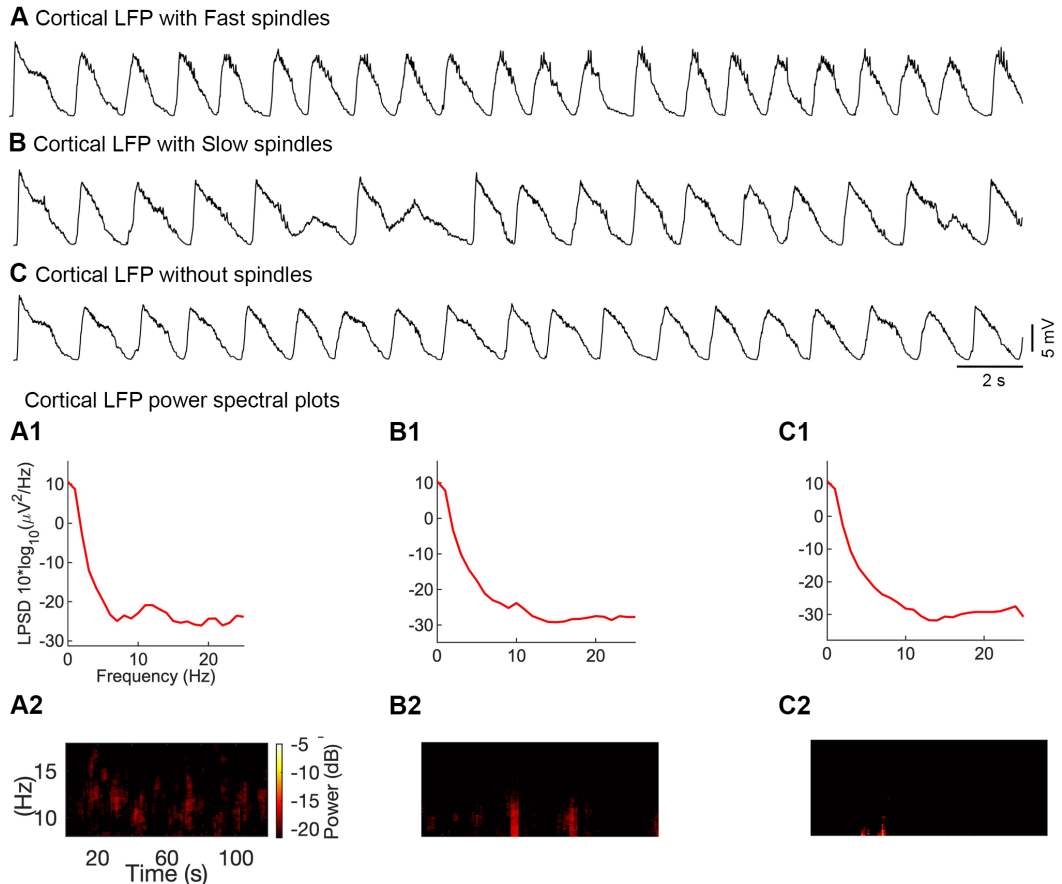 A Cortical LFP with Fast spindles
B Cortical LFP with Slow spindles
C Cortical LFP without spindles
5 mV
2 s
Cortical LFP power spectral plots
A1
B1
C1
LPSD 10*log10(μV2/Hz)
10
0
-10
-20
-30
0
10
20
Frequency (Hz)
10
0
-10
-20
-30
0
10
20
10
0
-10
-20
-30
0
10
20
A2
B2
C2
(Hz)
15
10
20
60
100
Time (s)
-5
-10
-15
-20
Power (dB)